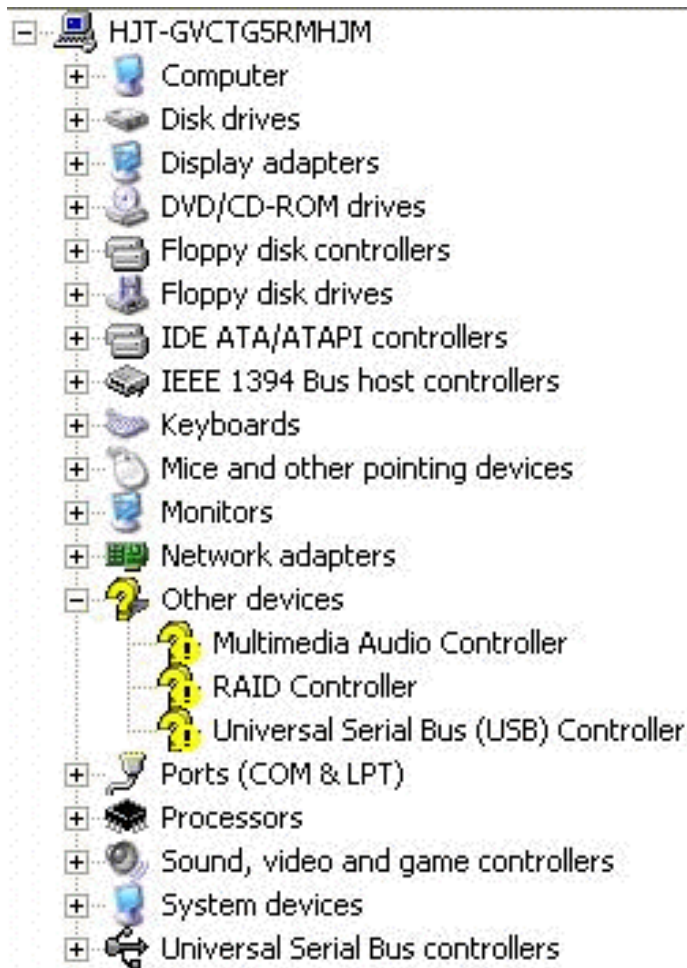 HJT-GVCTG5RMHJM
Computer
Disk drives
Display adapters
DVD/CD-ROM drives
Floppy disk controllers
Floppy disk drives
IDE ATA/ATAPI controllers
IEEE 1394 Bus host controllers
Keyboards
Mice and other pointing devices
Monitors
Network adapters
Other devices
Multimedia Audio Controller
RAID Controller
Universal Serial Bus (USB) Controller
Ports (COM & LPT)
Processors
Sound, video and game controllers
System devices
Universal Serial Bus controllers